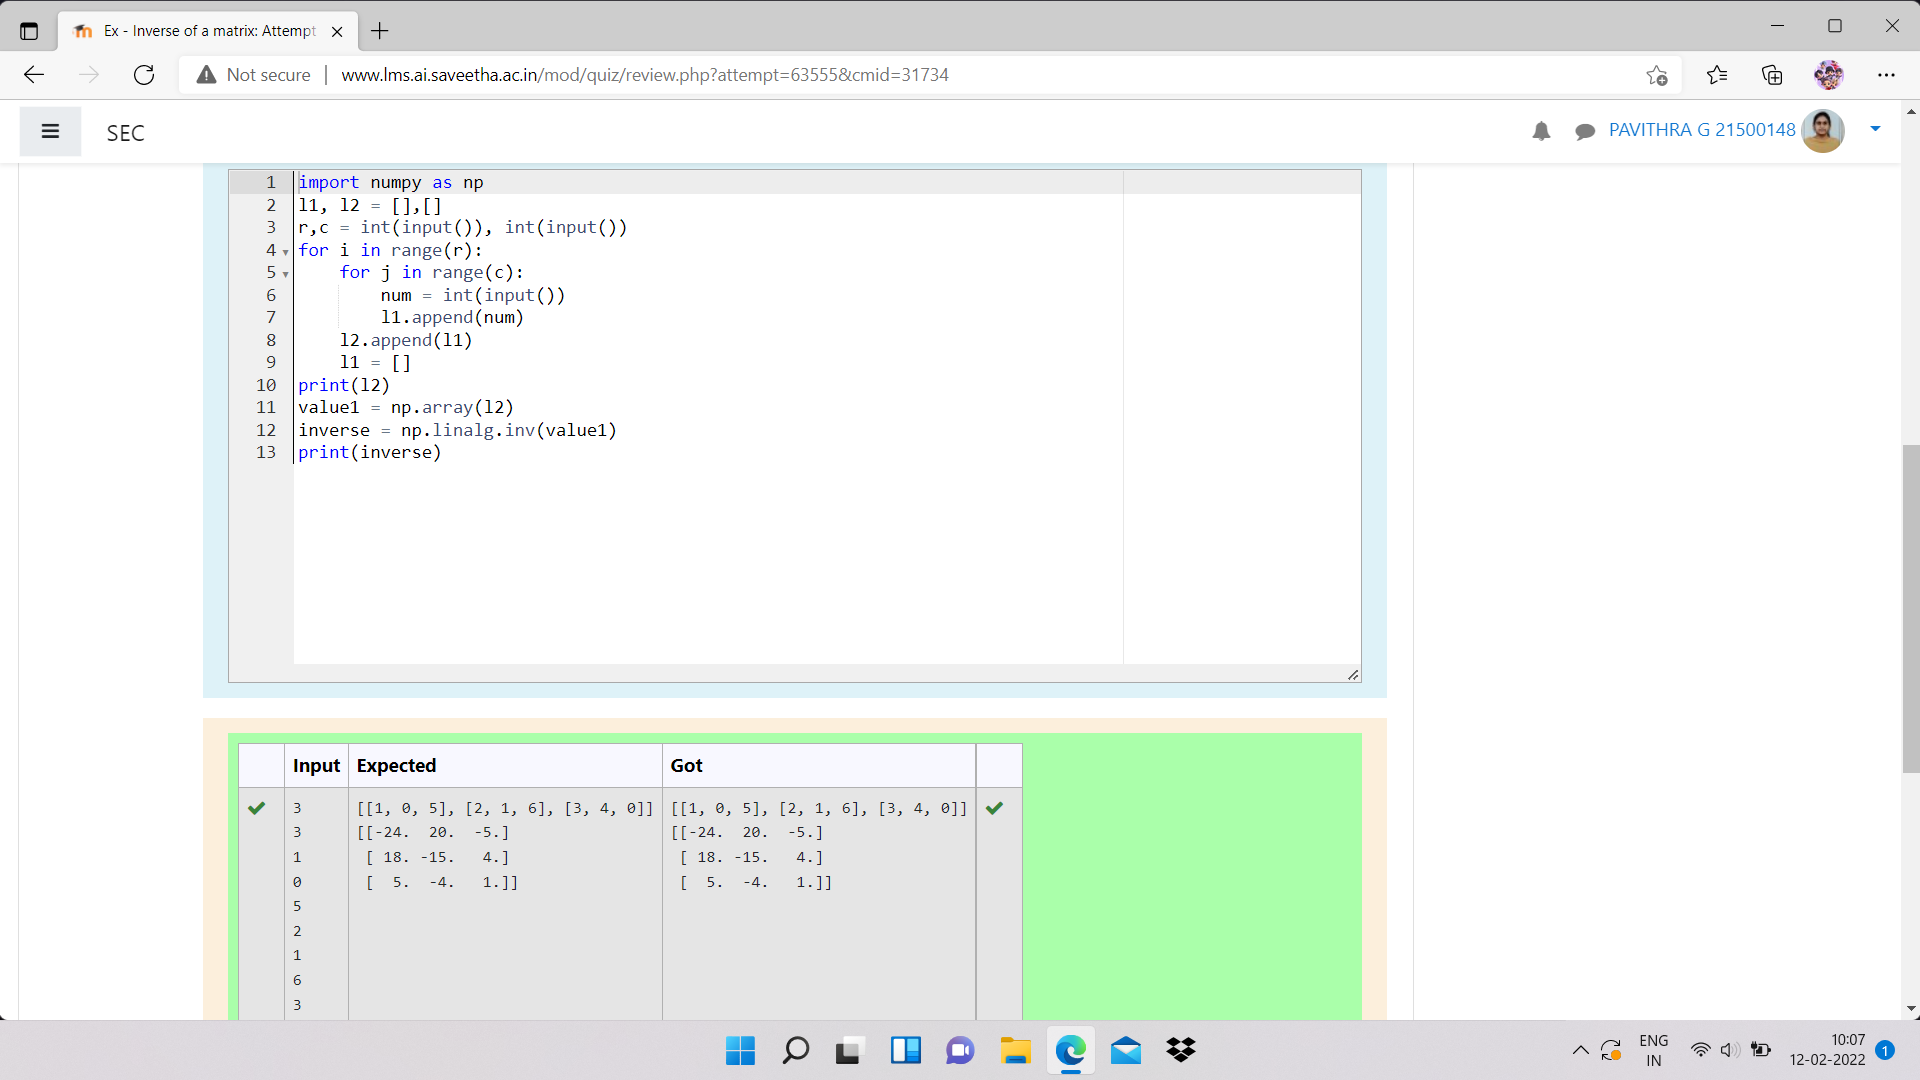 Ex - Inverse of a matrix: Attempt
Not secure | www.lms.ai.saveetha.ac.in/mod/quiz/review.php?attempt=63555&cmid=31734
SEC
PAVITHRA G 21500148
1 import numpy as np
2 l1, l2 = [],[]
3 r,c = int(input()), int(input())
4 for i in range(r):
5     for j in range(c):
6         num = int(input())
7         l1.append(num)
8     l2.append(l1)
9     l1 = []
10 print(l2)
11 value1 = np.array(l2)
12 inverse = np.linalg.inv(value1)
13 print(inverse)
Input Expected Got
3 [[1, 0, 5], [2, 1, 6], [3, 4, 0]] [[1, 0, 5], [2, 1, 6], [3, 4, 0]]
3 [[-24.  20.  -5.] [[-24.  20.  -5.]
1 [ 18. -15.   4.] [ 18. -15.   4.]
0 [  5.  -4.   1.]] [  5.  -4.   1.]]
5
2
1
6
3
ENG
IN
10:07
12-02-2022
1